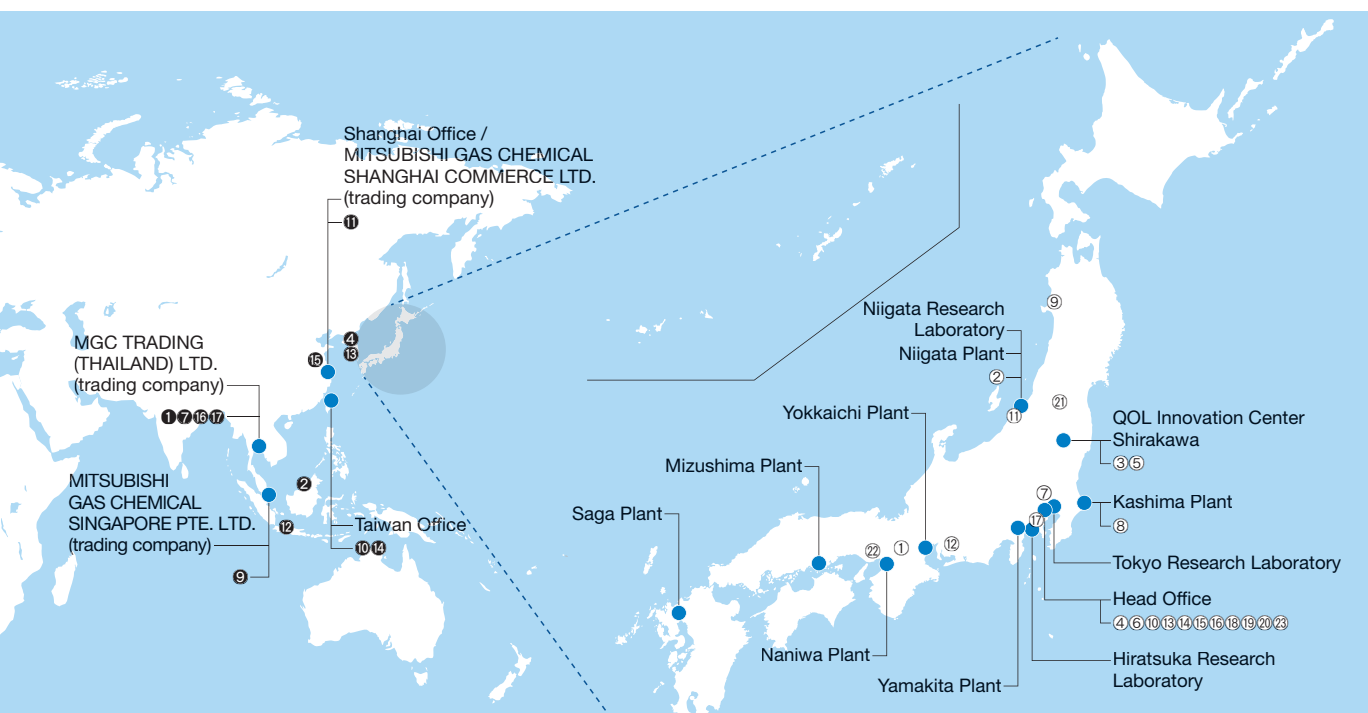 Shanghai Office /
MITSUBISHI GAS CHEMICAL
SHANGHAI COMMERCE LTD.
(trading company)
⓫
❹
⓭
⓯
MGC TRADING
(THAILAND) LTD.
(trading company)
❶❼⓰⓱
MITSUBISHI
GAS CHEMICAL
SINGAPORE PTE. LTD.
(trading company)
❾
❷
⓬
Taiwan Office
❿⓮
⑨
Niigata Research
Laboratory
Niigata Plant
②
⑪
㉑
Yokkaichi Plant
QOL Innovation Center
Shirakawa
③⑤
Mizushima Plant
⑦
Kashima Plant
⑧
Saga Plant
⑰
㉒
①
⑫
Tokyo Research Laboratory
Head Office
④⑥⑩⑬⑭⑮⑯⑱⑲⑳㉓
Naniwa Plant
Hiratsuka Research
Laboratory
Yamakita Plant